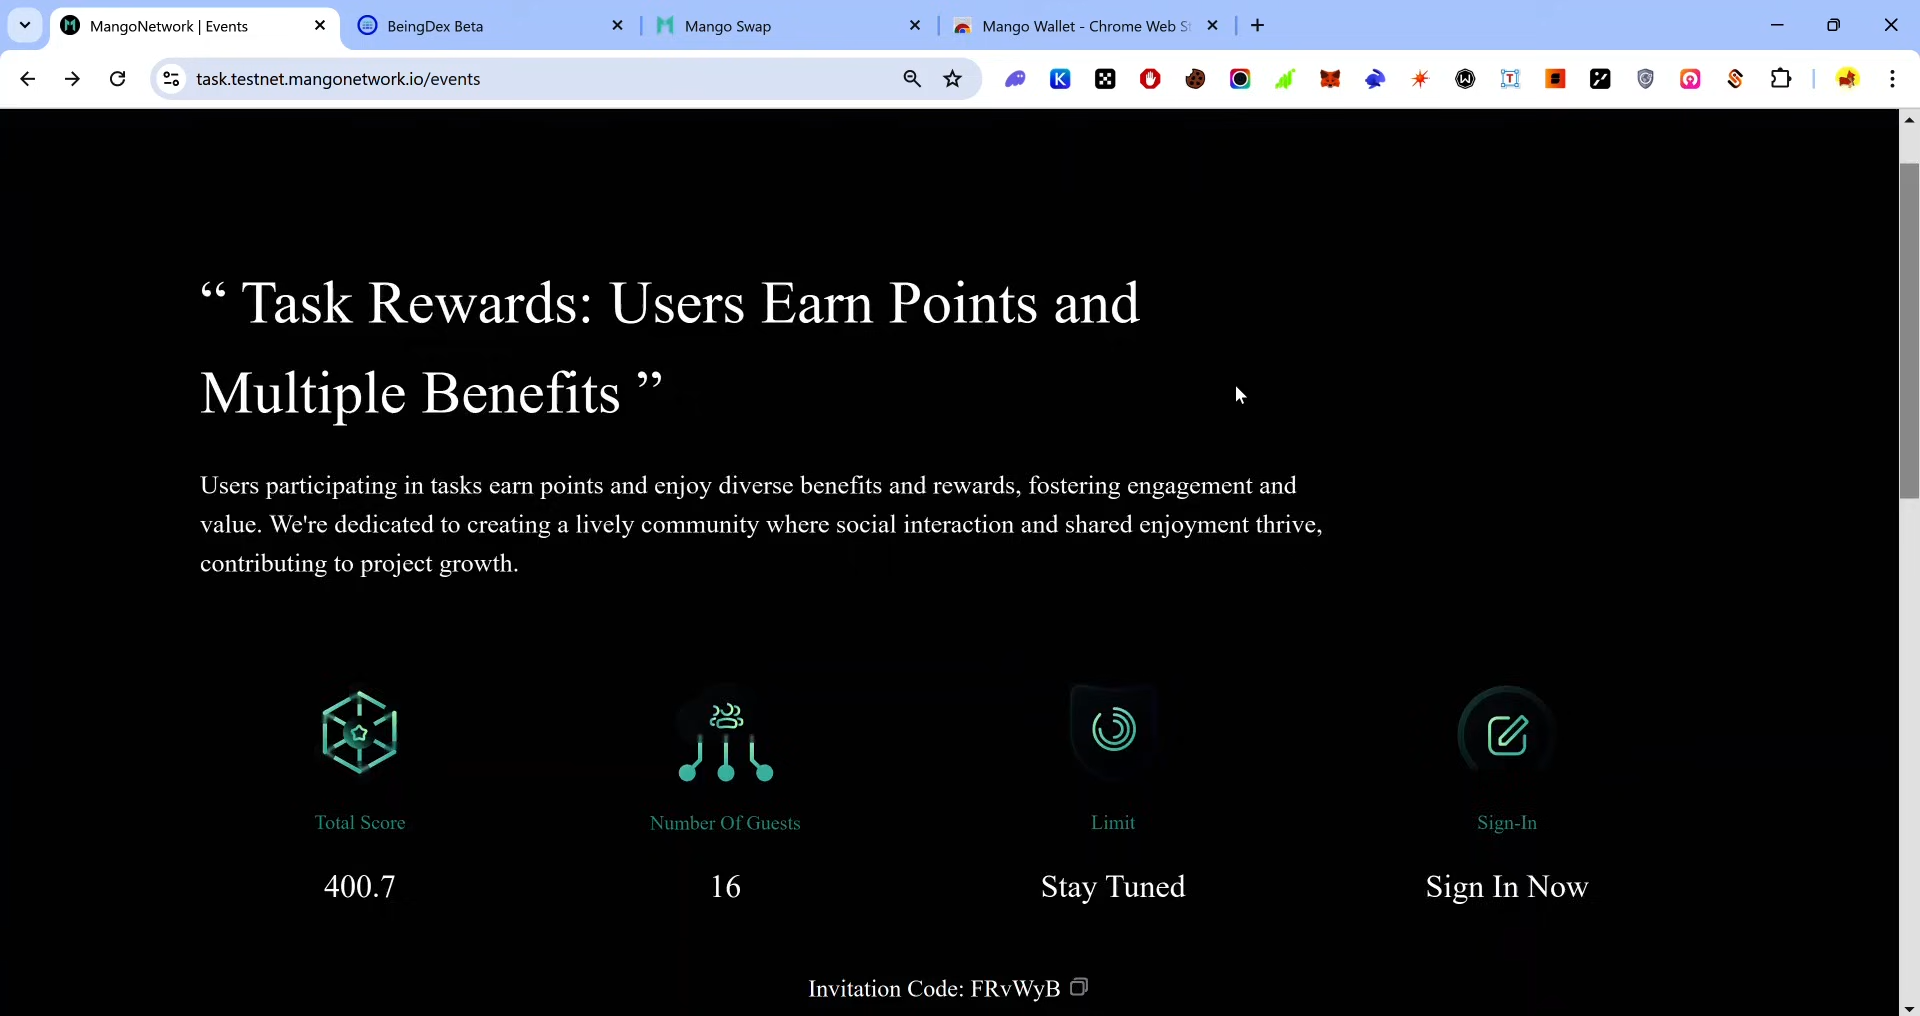 MangoNetwork | Events
BeingDex Beta
Mango Swap
Mango Wallet - Chrome Web St
task.testnet.mangonetwork.io/events
“ Task Rewards: Users Earn Points and
Multiple Benefits ”
Users participating in tasks earn points and enjoy diverse benefits and rewards, fostering engagement and
value. We're dedicated to creating a lively community where social interaction and shared enjoyment thrive,
contributing to project growth.
Total Score
Number Of Guests
Limit
Sign-In
400.7
16
Stay Tuned
Sign In Now
Invitation Code: FRvWyB